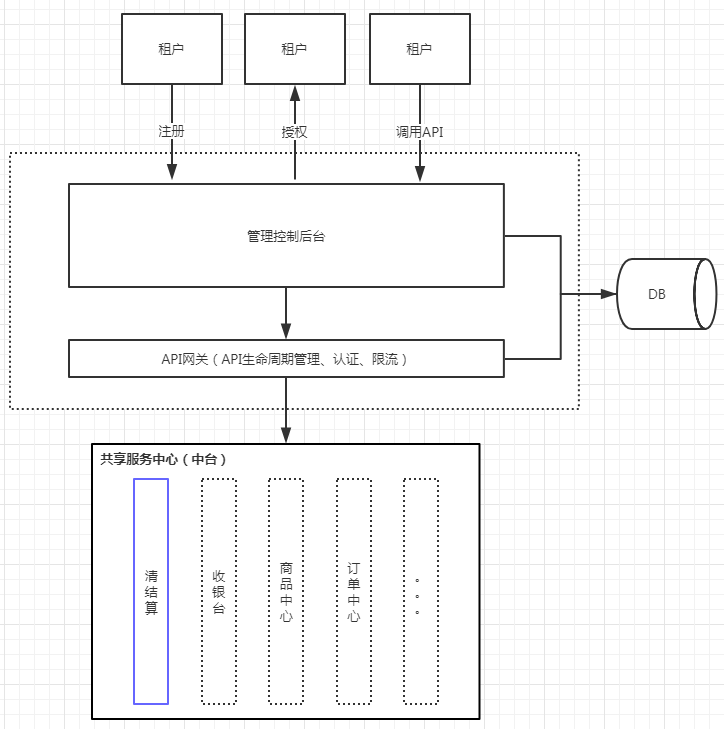 租户
租户
租户
注册
授权
调用API
管理控制后台
DB
API网关（API生命周期管理、认证、限流）
共享服务中心（中台）
清结算
收银台
商品中心
订单中心
。。。